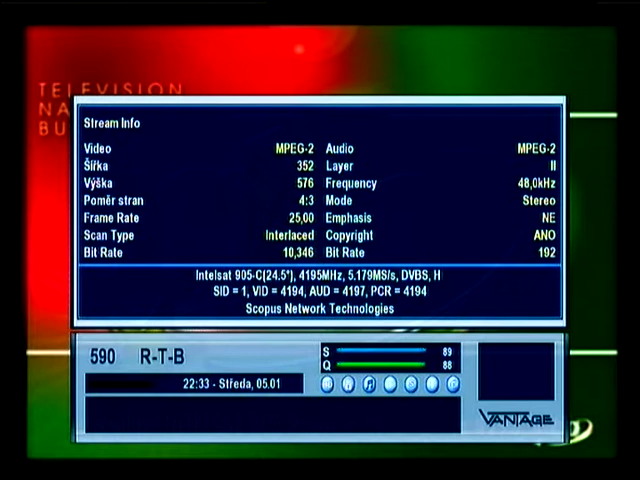 TELEVISION
NA
BU
Stream Info
Video MPEG-2 Audio MPEG-2
Šířka 352 Layer II
Výška 576 Frequency 48,0kHz
Poměr stran 4:3 Mode Stereo
Frame Rate 25,00 Emphasis NE
Scan Type Interlaced Copyright ANO
Bit Rate 10,346 Bit Rate 192
Intelsat 905-C(24.5°), 4195MHz, 5.179MS/s, DVBS, H
SID = 1, VID = 4194, AUD = 4197, PCR = 4194
Scopus Network Technologies
590 R-T-B
S 89
Q 88
22:33 - Středa, 05.01
VANTAGE